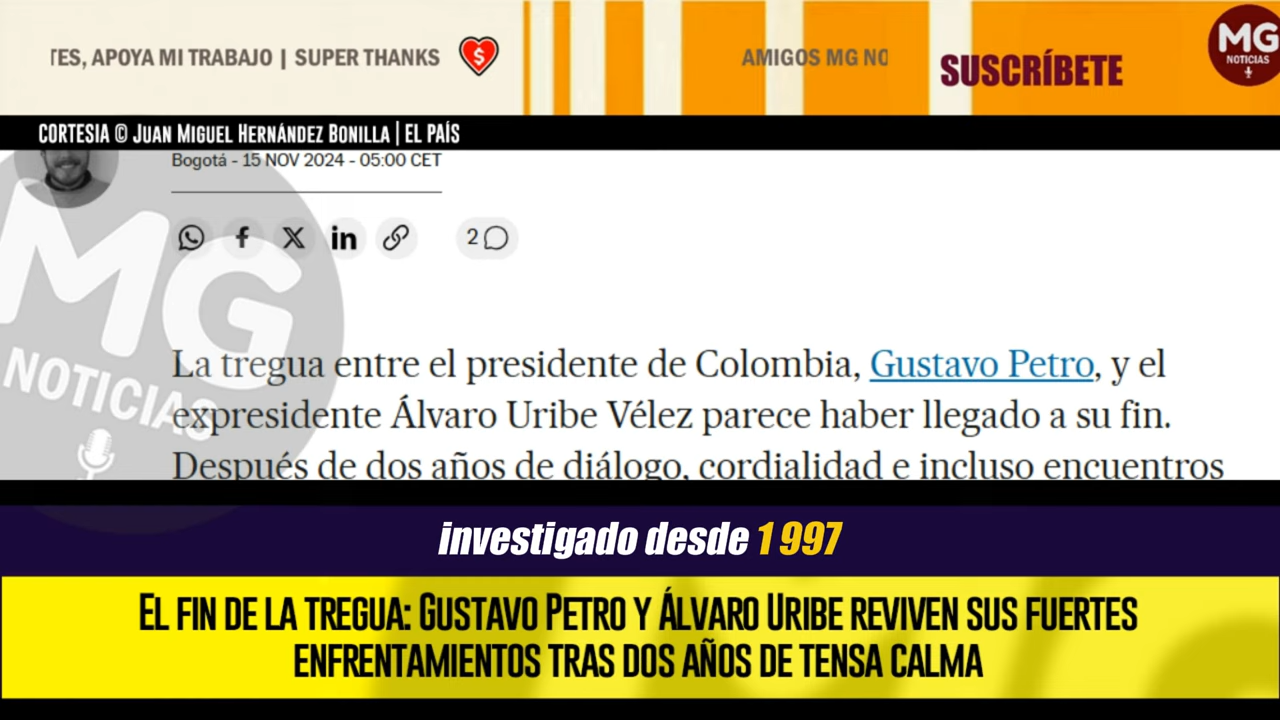 TES, APOYA MI TRABAJO | SUPER THANKS
$
AMIGOS MG NO
SUSCRÍBETE
MG
NOTICIAS
CORTESIA © JUAN MIGUEL HERNÁNDEZ BONILLA | EL PAÍS
Bogotá - 15 NOV 2024 - 05:00 CET
in
2
MG
NOTICIAS
La tregua entre el presidente de Colombia, Gustavo Petro, y el
expresidente Álvaro Uribe Vélez parece haber llegado a su fin.
Después de dos años de diálogo, cordialidad e incluso encuentros
investigado desde 1 997
EL FIN DE LA TREGUA: GUSTAVO PETRO Y ÁLVARO URIBE REVIVEN SUS FUERTES
ENFRENTAMIENTOS TRAS DOS AÑOS DE TENSA CALMA